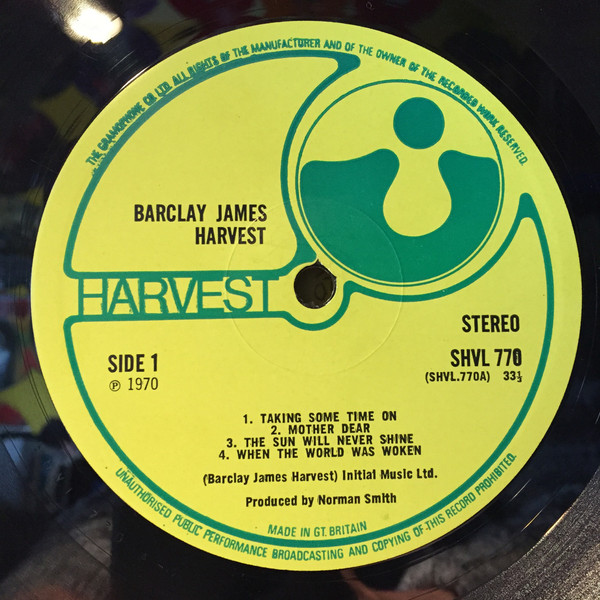 THE GRAMOPHONE CO LTD. ALL RIGHTS OF THE MANUFACTURER AND OF THE OWNER OF THE RECORDED WORK RESERVED.
BARCLAY JAMES
HARVEST
HARVEST
STEREO
SIDE 1
℗ 1970
SHVL 770
(SHVL.770A) 33⅓
1. TAKING SOME TIME ON
2. MOTHER DEAR
3. THE SUN WILL NEVER SHINE
4. WHEN THE WORLD WAS WOKEN
(Barclay James Harvest) Initial Music Ltd.
Produced by Norman Smith
MADE IN GT. BRITAIN
UNAUTHORISED PUBLIC PERFORMANCE BROADCASTING AND COPYING OF THIS RECORD PROHIBITED.